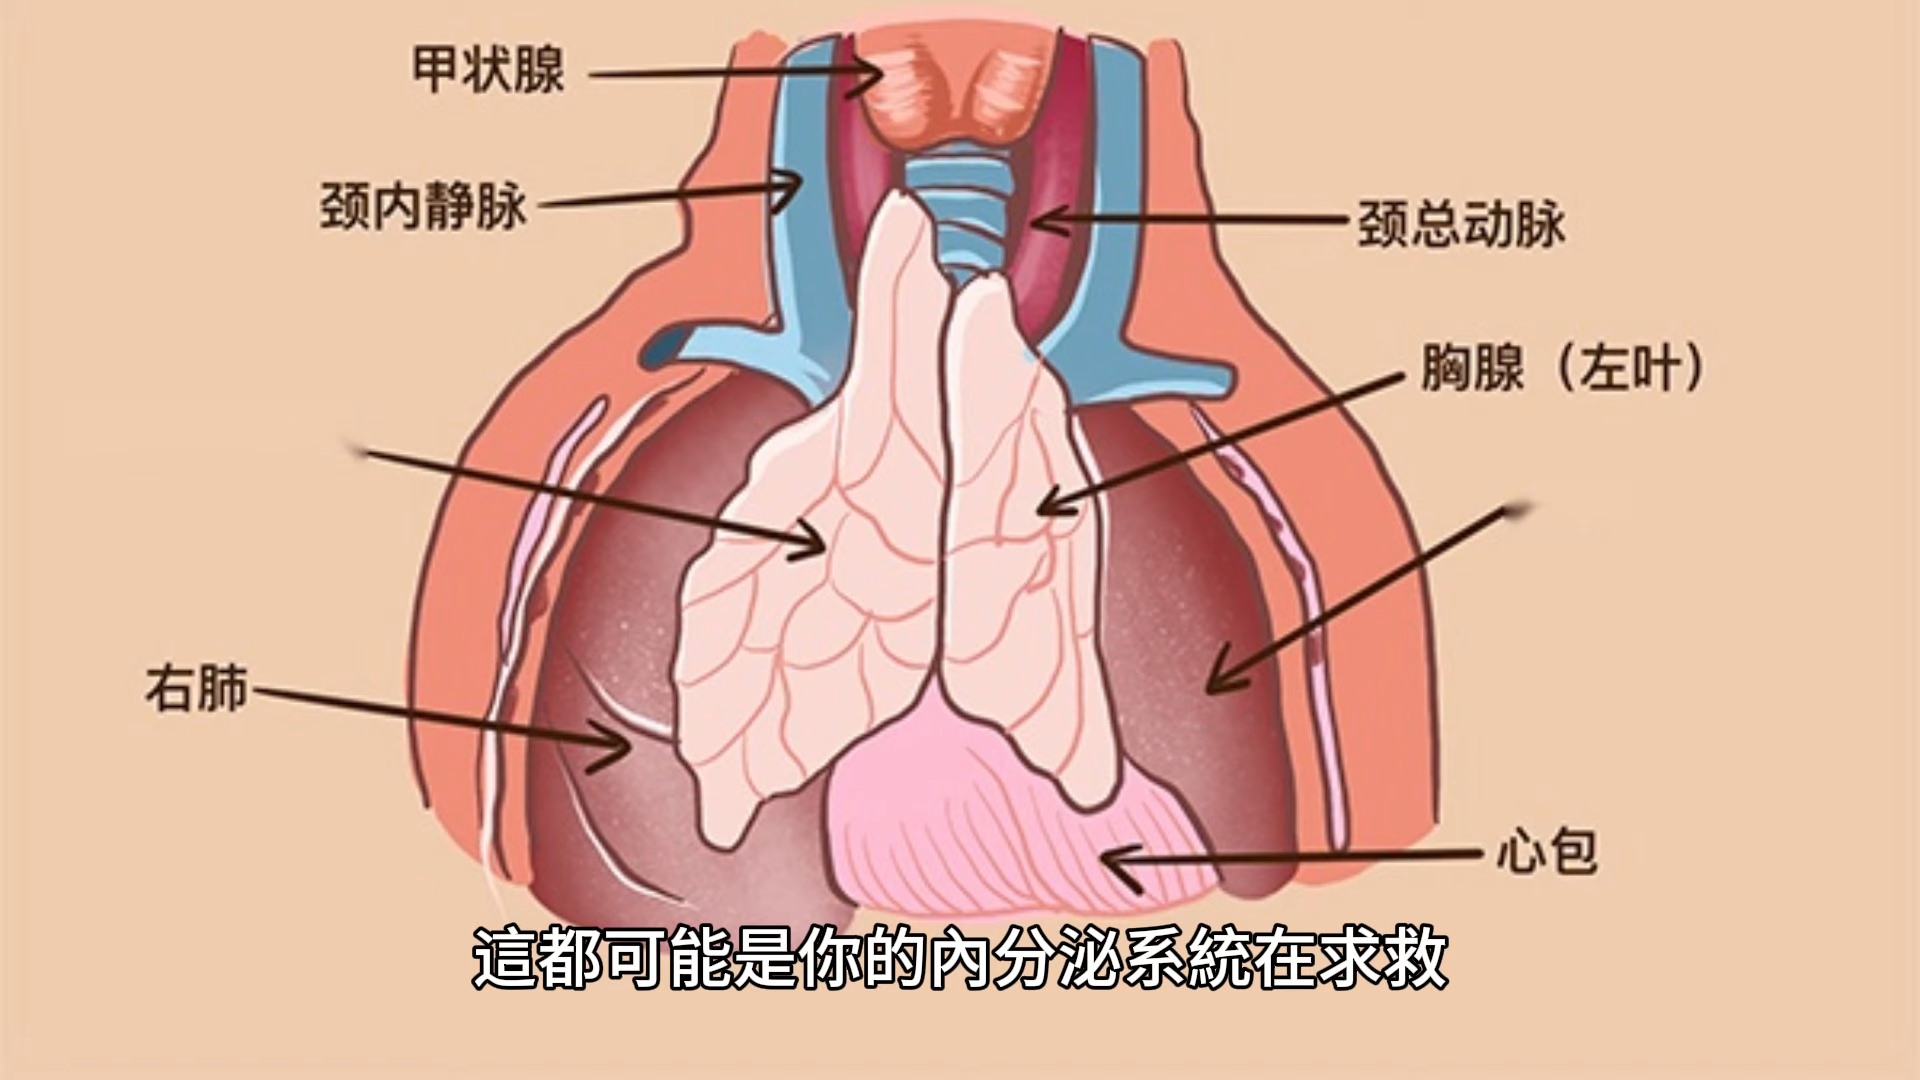 甲状腺
颈内静脉
颈总动脉
胸腺（左叶）
右肺
心包
這都可能是你的內分泌系統在求救